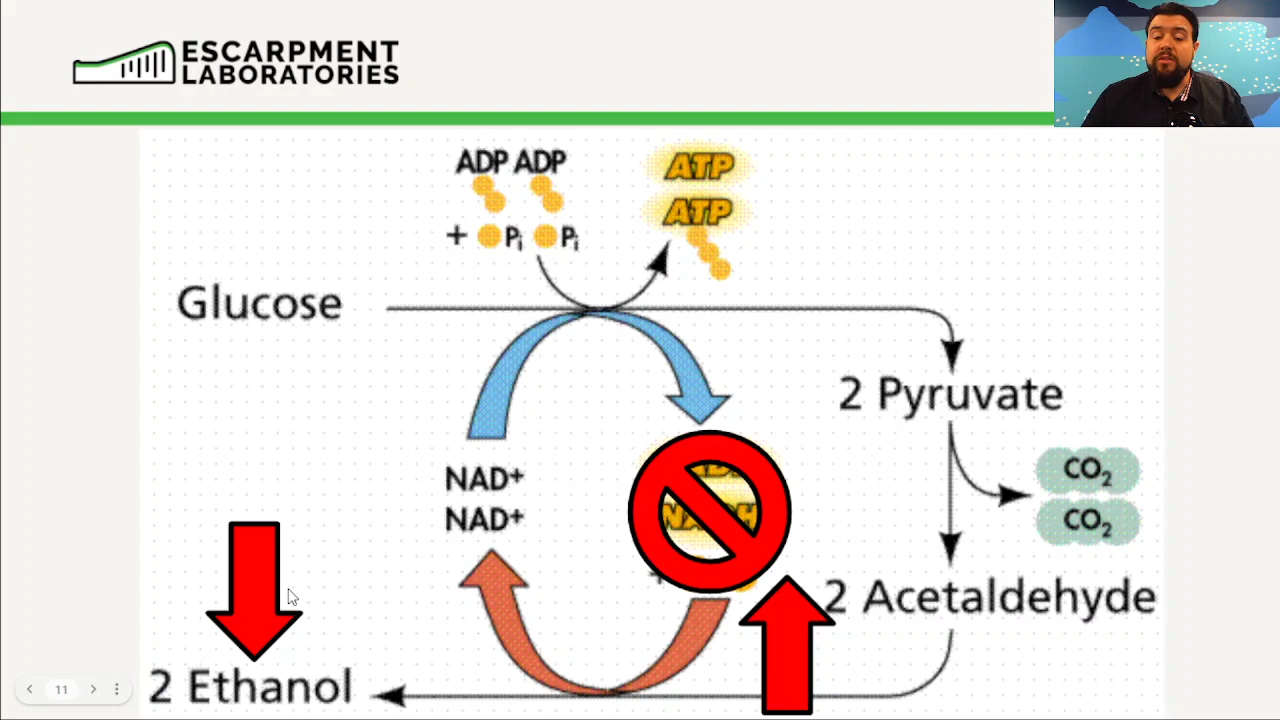 ESCARPMENT
LABORATORIES
ADP ADP
ATP
ATP
+ Pi Pi
Glucose
2 Pyruvate
NAD+
NAD+
CO2
CO2
+
2 Acetaldehyde
2 Ethanol
11